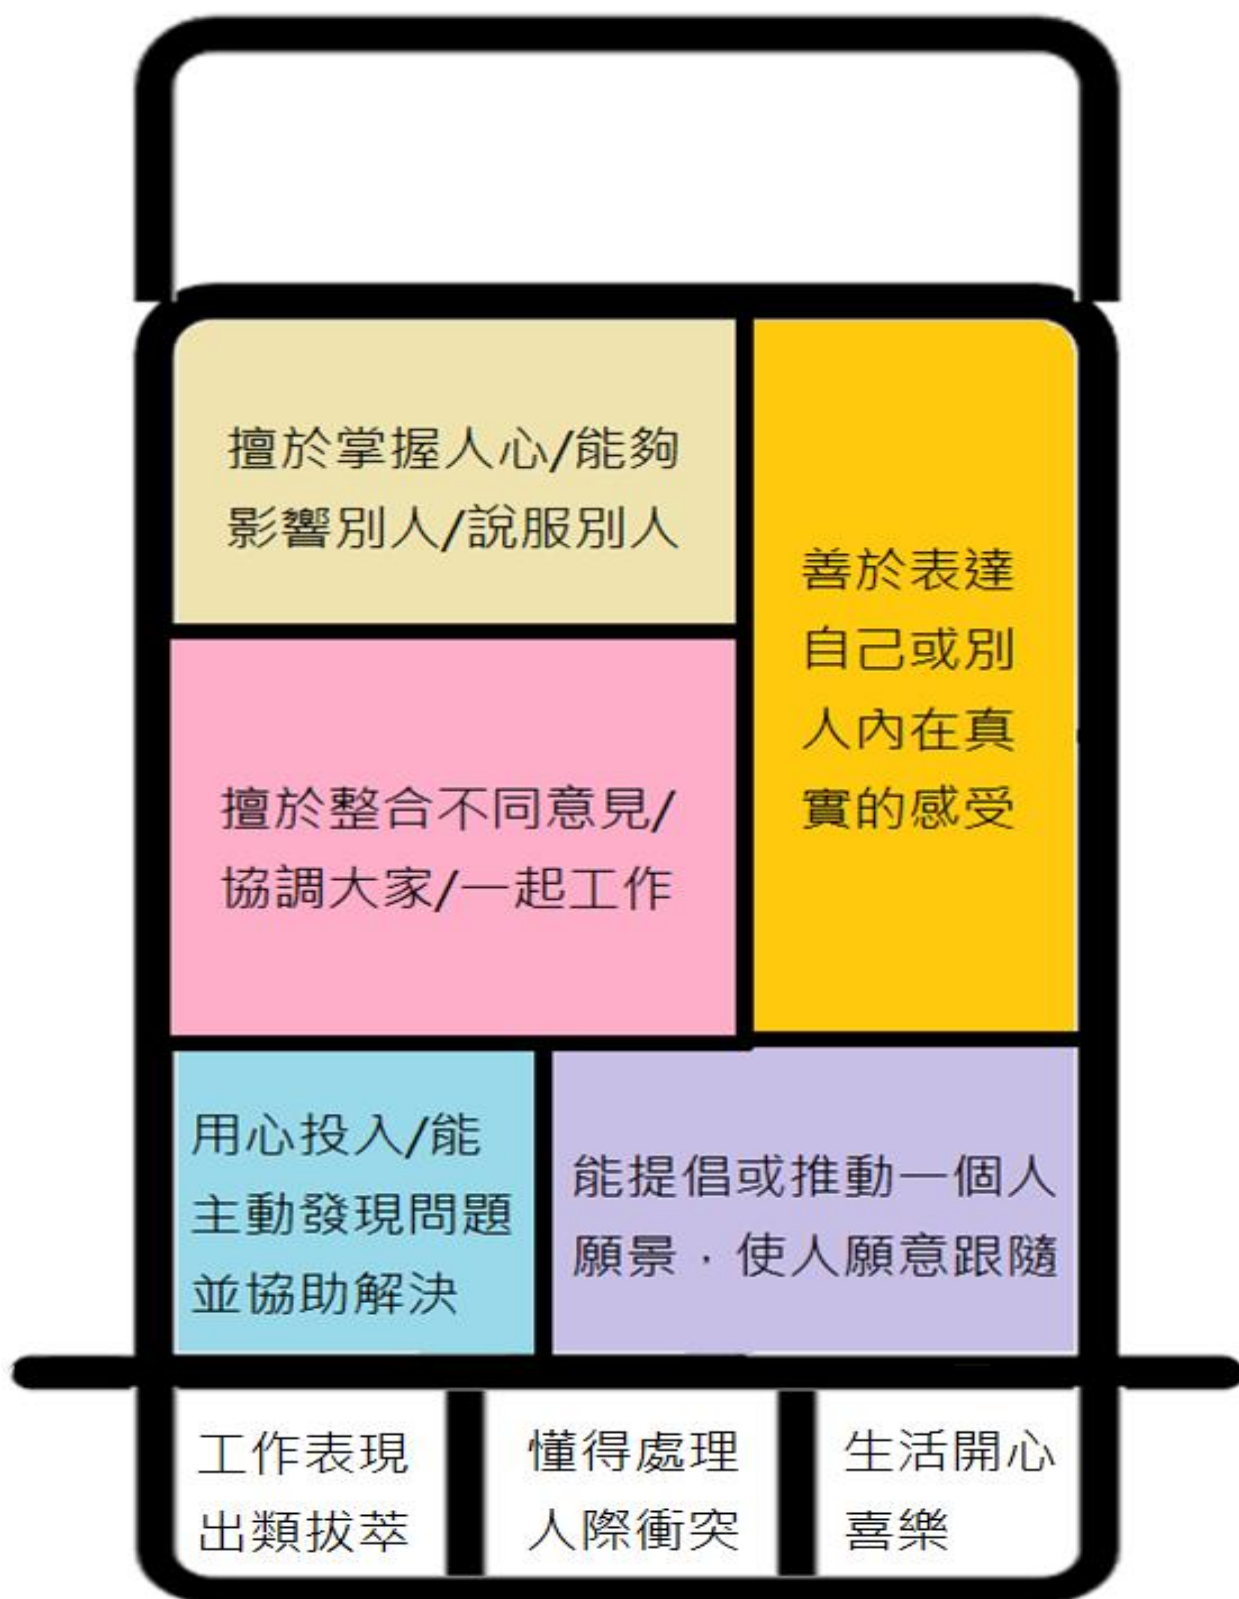 擅於掌握人心/能夠
影響別人/說服別人
善於表達
自己或別
人內在真
實的感受
擅於整合不同意見/
協調大家/一起工作
用心投入/能
主動發現問題
並協助解決
能提倡或推動一個人
願景，使人願意跟隨
工作表現
出類拔萃
懂得處理
人際衝突
生活開心
喜樂